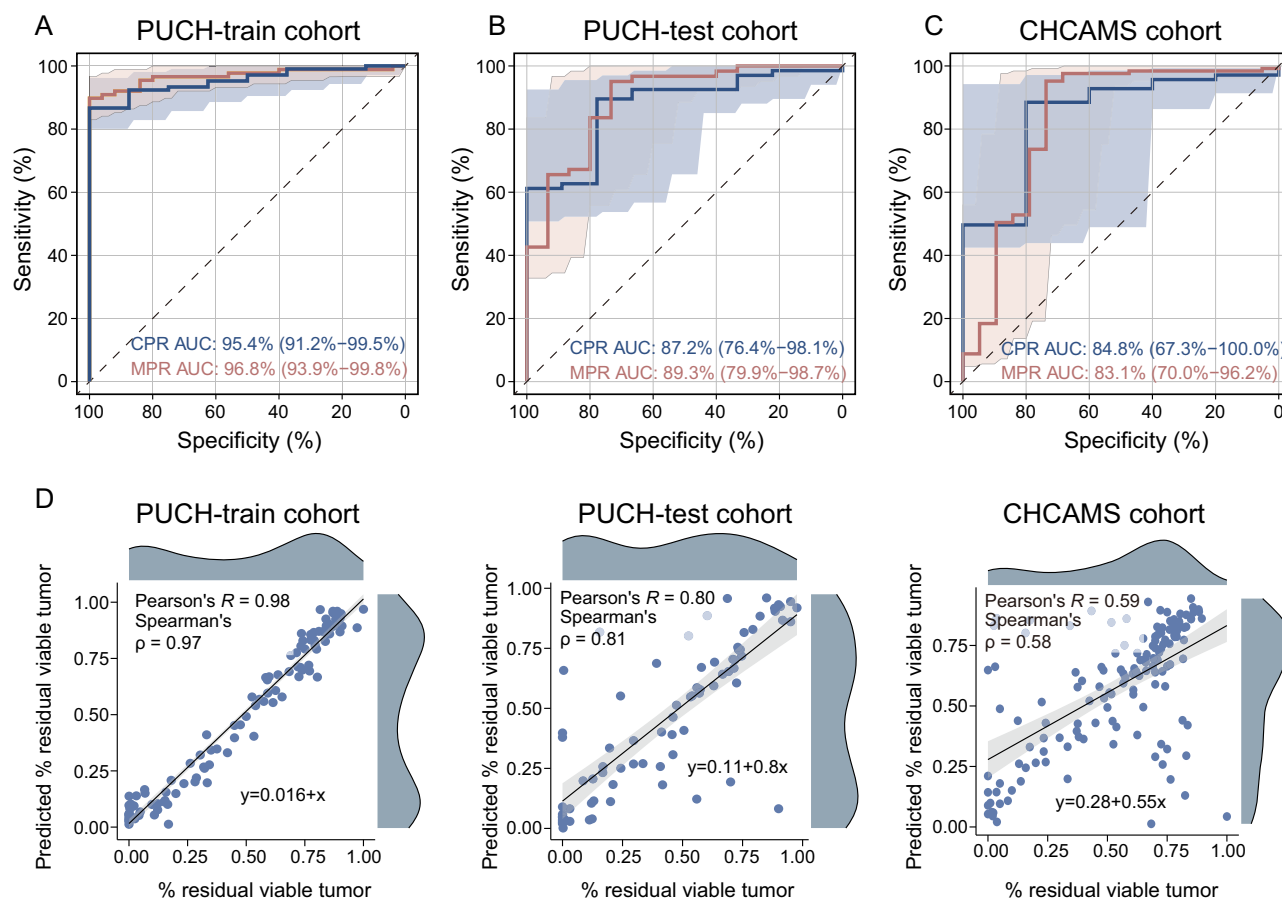 A
PUCH-train cohort
100
80
60
40
20
0
Sensitivity (%)
CPR AUC: 95.4% (91.2%−99.5%)
MPR AUC: 96.8% (93.9%−99.8%)
100
80
60
40
20
0
Specificity (%)
B
PUCH-test cohort
100
80
60
40
20
0
Sensitivity (%)
CPR AUC: 87.2% (76.4%−98.1%)
MPR AUC: 89.3% (79.9%−98.7%)
100
80
60
40
20
0
Specificity (%)
C
CHCAMS cohort
100
80
60
40
20
0
Sensitivity (%)
CPR AUC: 84.8% (67.3%−100.0%)
MPR AUC: 83.1% (70.0%−96.2%)
100
80
60
40
20
0
Specificity (%)
D
PUCH-train cohort
Pearson's R = 0.98
Spearman's
ρ = 0.97
1.00
0.75
0.50
0.25
0.00
Predicted % residual viable tumor
y=0.016+x
0.00
0.25
0.50
0.75
1.00
% residual viable tumor
PUCH-test cohort
Pearson's R = 0.80
Spearman's
ρ = 0.81
1.00
0.75
0.50
0.25
0.00
Predicted % residual viable tumor
y=0.11+0.8x
0.00
0.25
0.50
0.75
1.00
% residual viable tumor
CHCAMS cohort
Pearson's R = 0.59
Spearman's
ρ = 0.58
0.75
0.50
0.25
0.00
Predicted % residual viable tumor
y=0.28+0.55x
0.00
0.25
0.50
0.75
1.00
% residual viable tumor